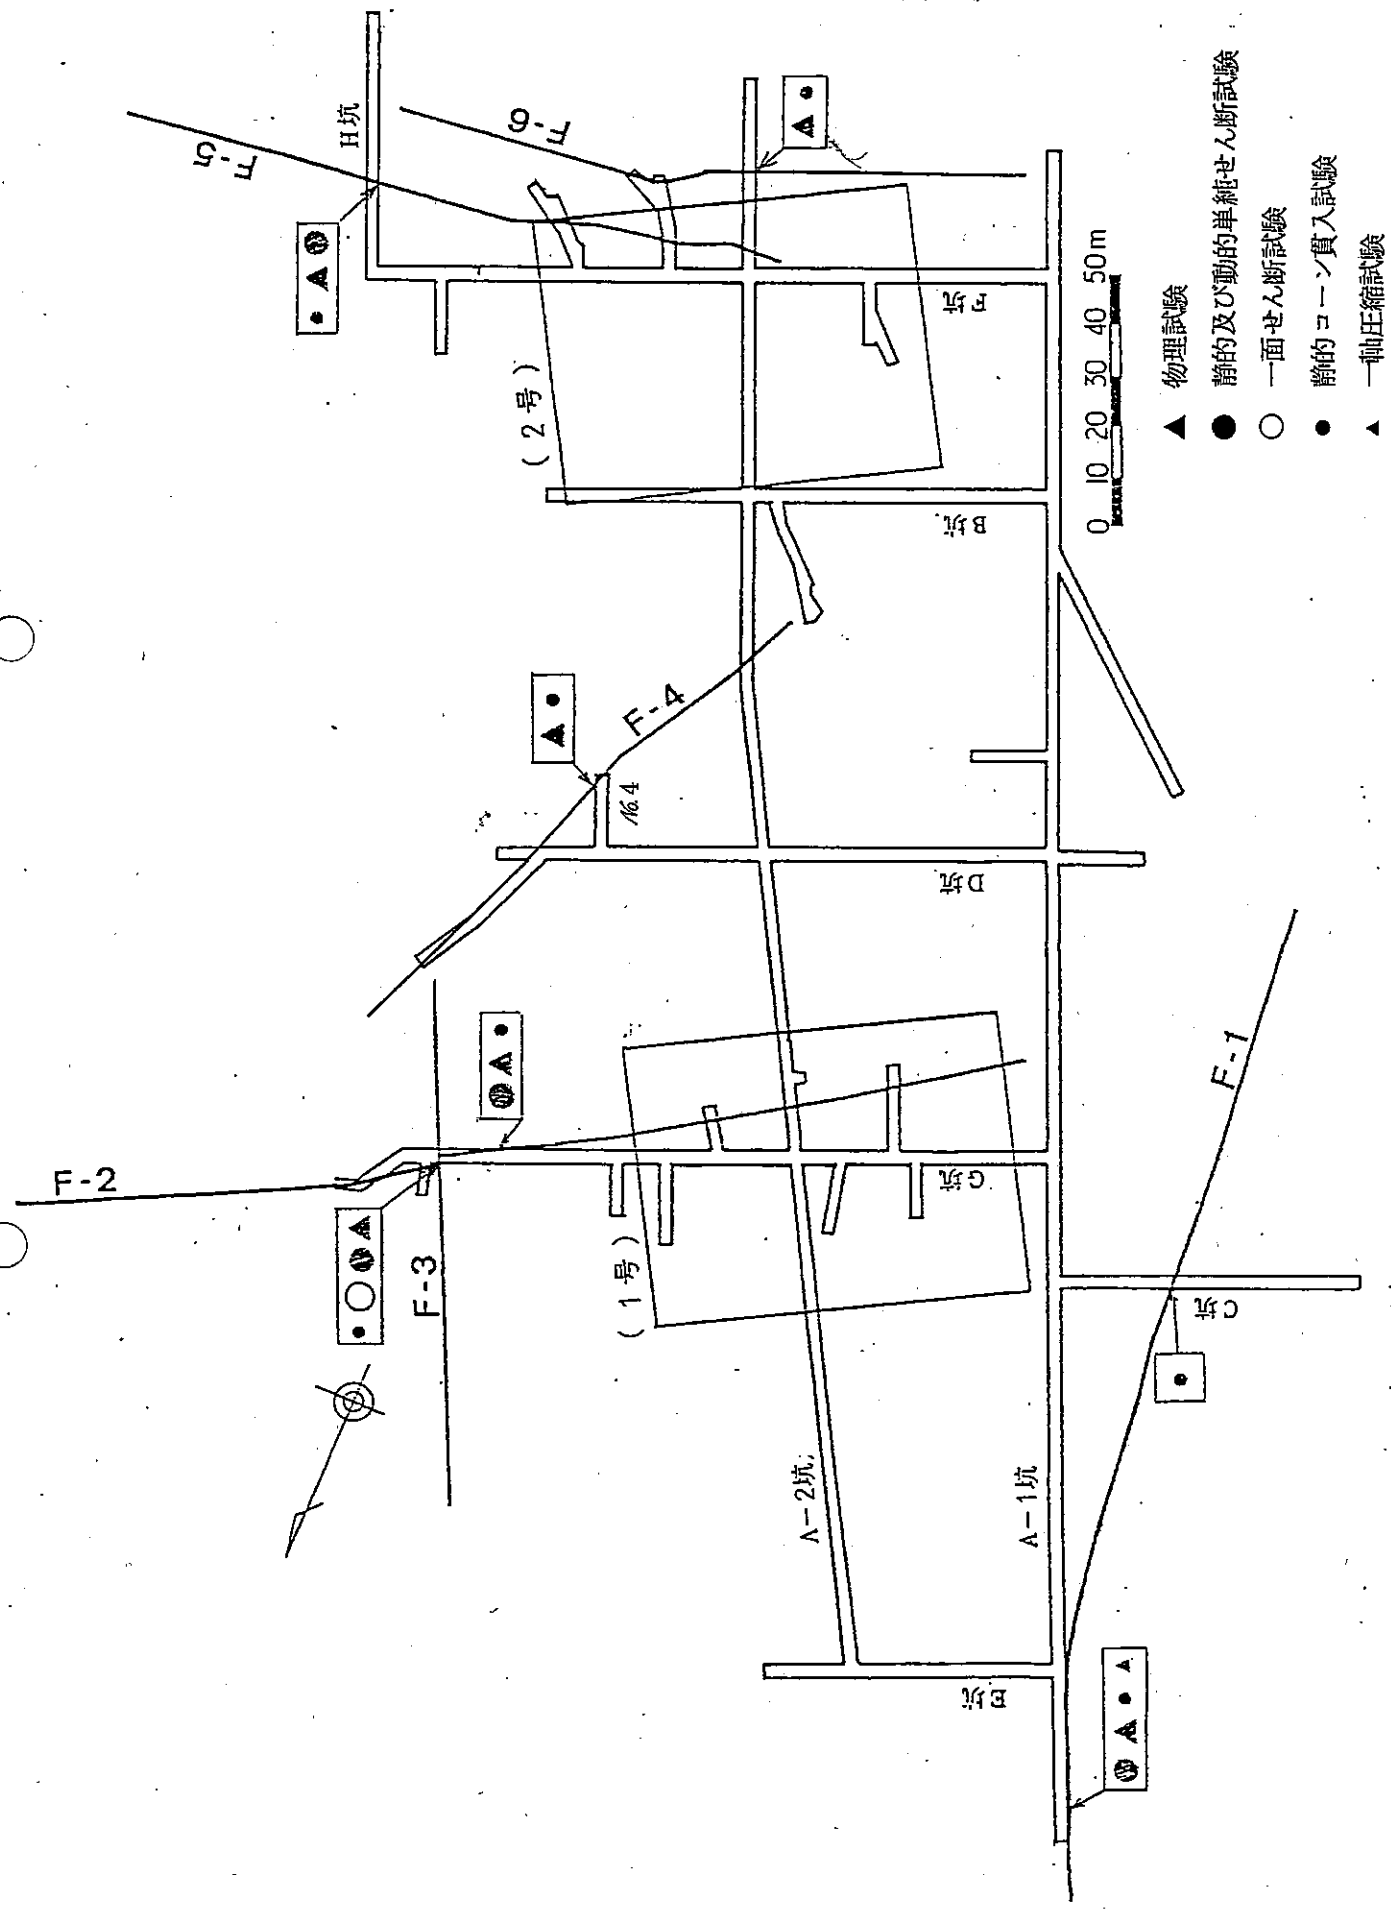 F-5
H坑
F-6
(2号)
F坑
B坑
F-4
№4
D坑
F-2
F-3
(1号)
G坑
F-1
C坑
A-2坑
A-1坑
E坑
0 10 20 30 40 50m
▲ 物理試験
● 静的及び動的単純せん断試験
○ 一面せん断試験
● 静的コーン貫入試験
▲ 一軸圧縮試験